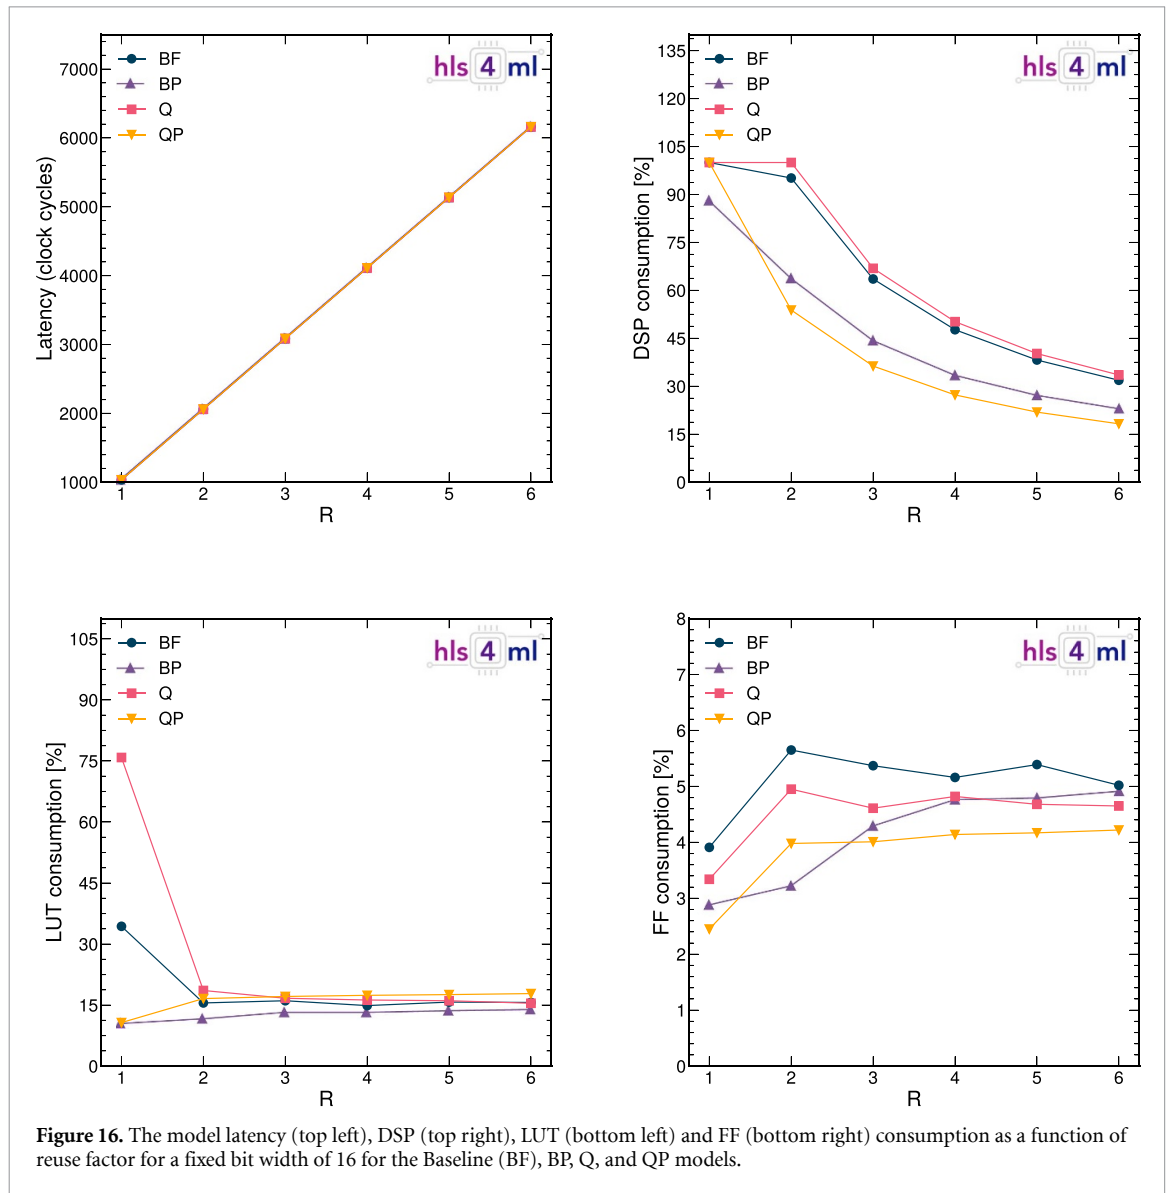 BF
BP
Q
QP
hls 4 ml
7000
6000
5000
4000
3000
2000
1000
Latency (clock cycles)
1 2 3 4 5 6
R
BF
BP
Q
QP
hls 4 ml
135
120
105
90
75
60
45
30
15
0
DSP consumption [%]
1 2 3 4 5 6
R
BF
BP
Q
QP
hls 4 ml
105
90
75
60
45
30
15
0
LUT consumption [%]
1 2 3 4 5 6
R
BF
BP
Q
QP
hls 4 ml
8
7
6
5
4
3
2
1
0
FF consumption [%]
1 2 3 4 5 6
R
Figure 16. The model latency (top left), DSP (top right), LUT (bottom left) and FF (bottom right) consumption as a function of
reuse factor for a fixed bit width of 16 for the Baseline (BF), BP, Q, and QP models.